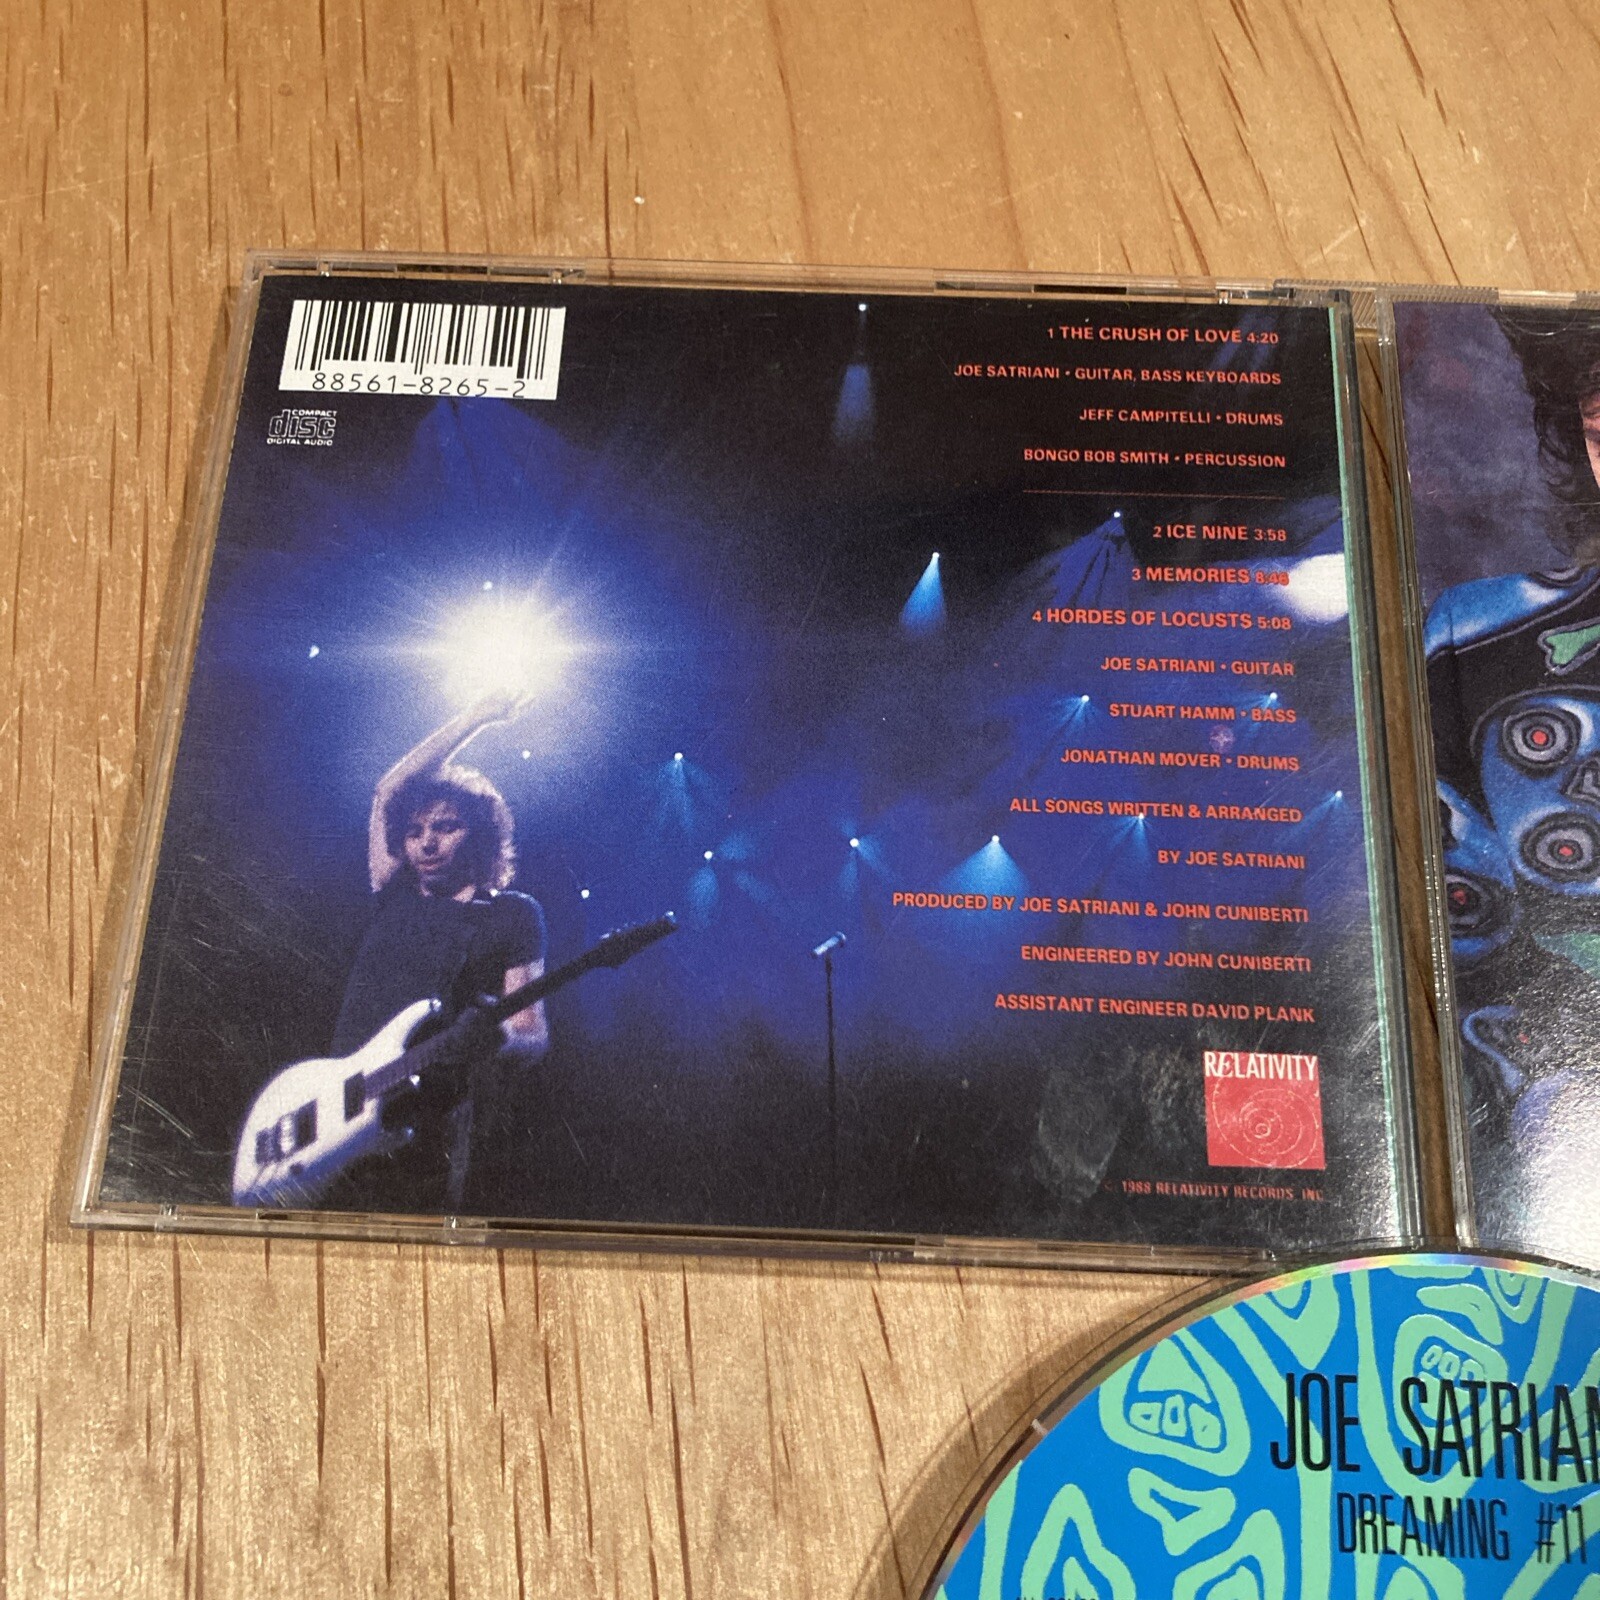 88561-8265-2
COMPACT
disc
DIGITAL AUDIO
1 THE CRUSH OF LOVE 4:20
JOE SATRIANI • GUITAR, BASS KEYBOARDS
JEFF CAMPITELLI • DRUMS
BONGO BOB SMITH • PERCUSSION
2 ICE NINE 3:58
3 MEMORIES 8:46
4 HORDES OF LOCUSTS 5:08
JOE SATRIANI • GUITAR
STUART HAMM • BASS
JONATHAN MOVER • DRUMS
ALL SONGS WRITTEN & ARRANGED
BY JOE SATRIANI
PRODUCED BY JOE SATRIANI & JOHN CUNIBERTI
ENGINEERED BY JOHN CUNIBERTI
ASSISTANT ENGINEER DAVID PLANK
RELATIVITY
1988 RELATIVITY RECORDS, INC
JOE SATRIANI
DREAMING #11